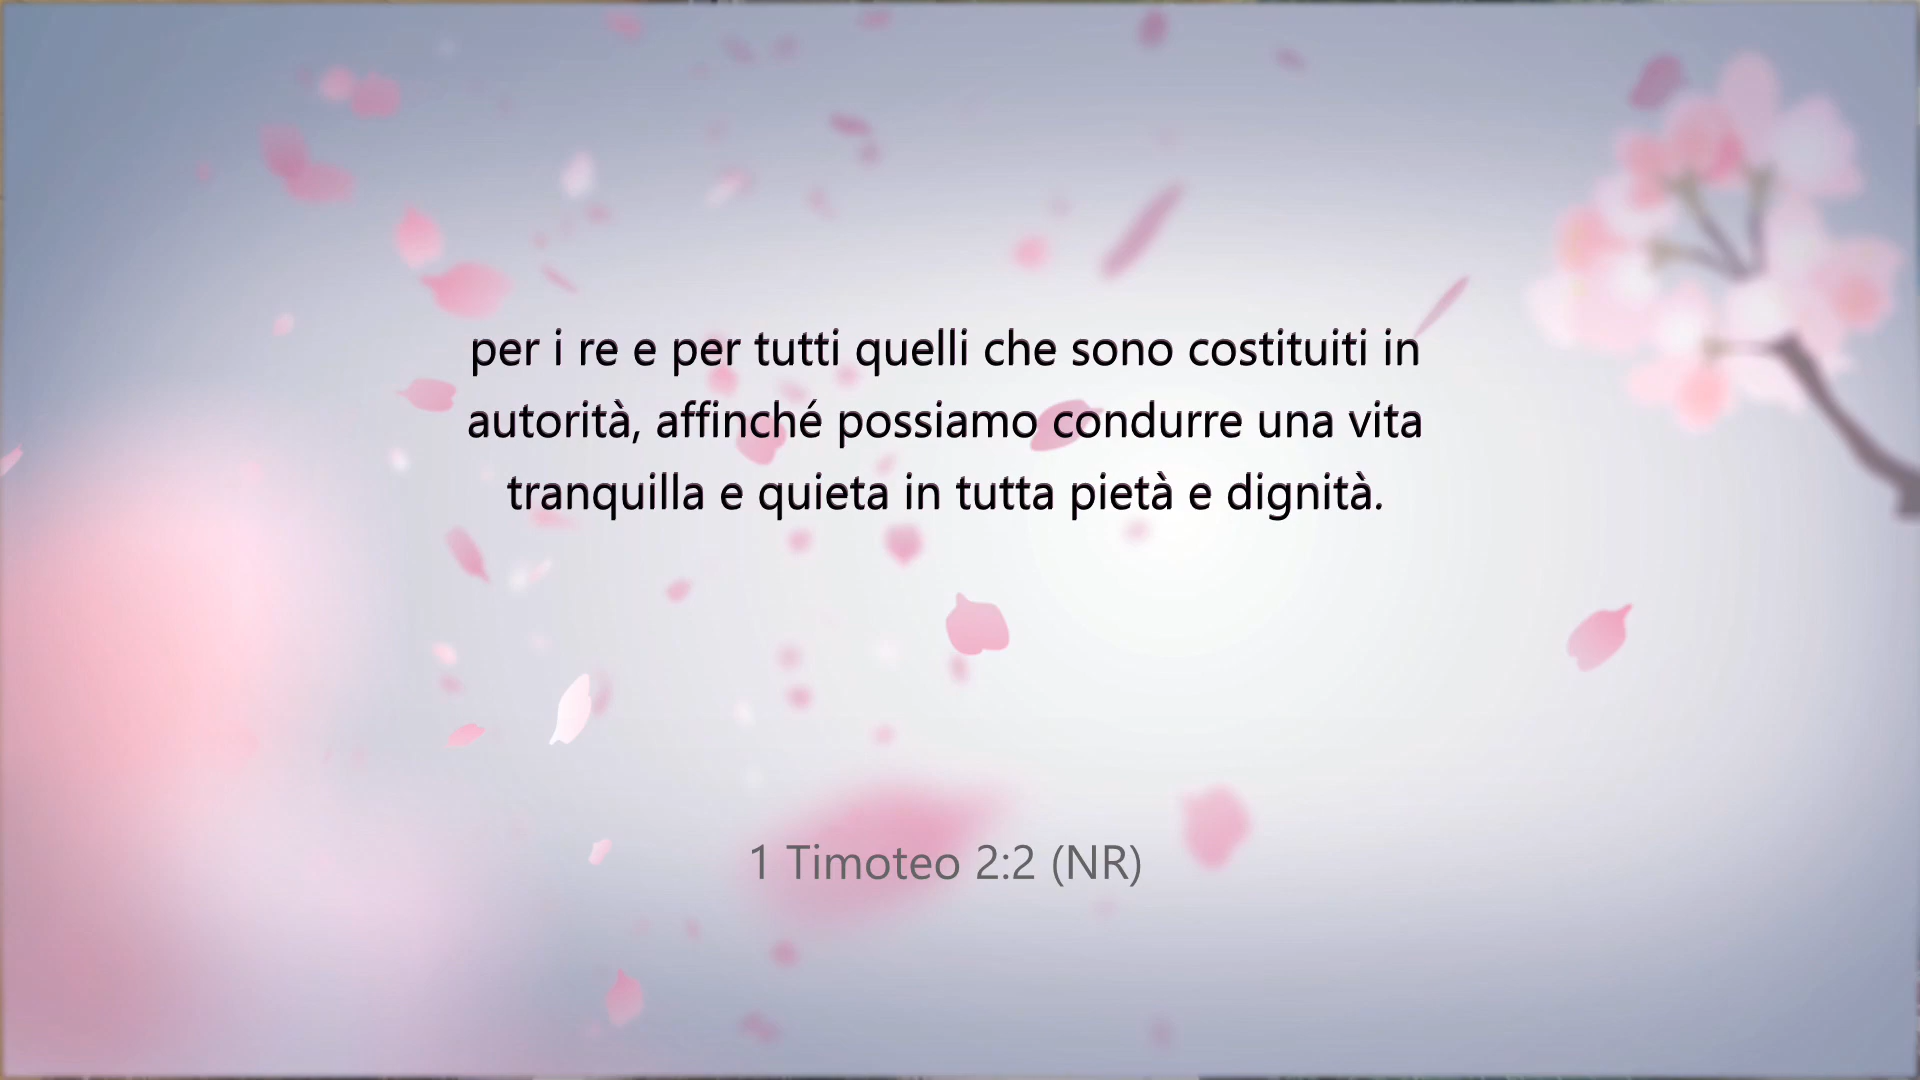 per i re e per tutti quelli che sono costituiti in
autorità, affinché possiamo condurre una vita
tranquilla e quieta in tutta pietà e dignità.
1 Timoteo 2:2 (NR)